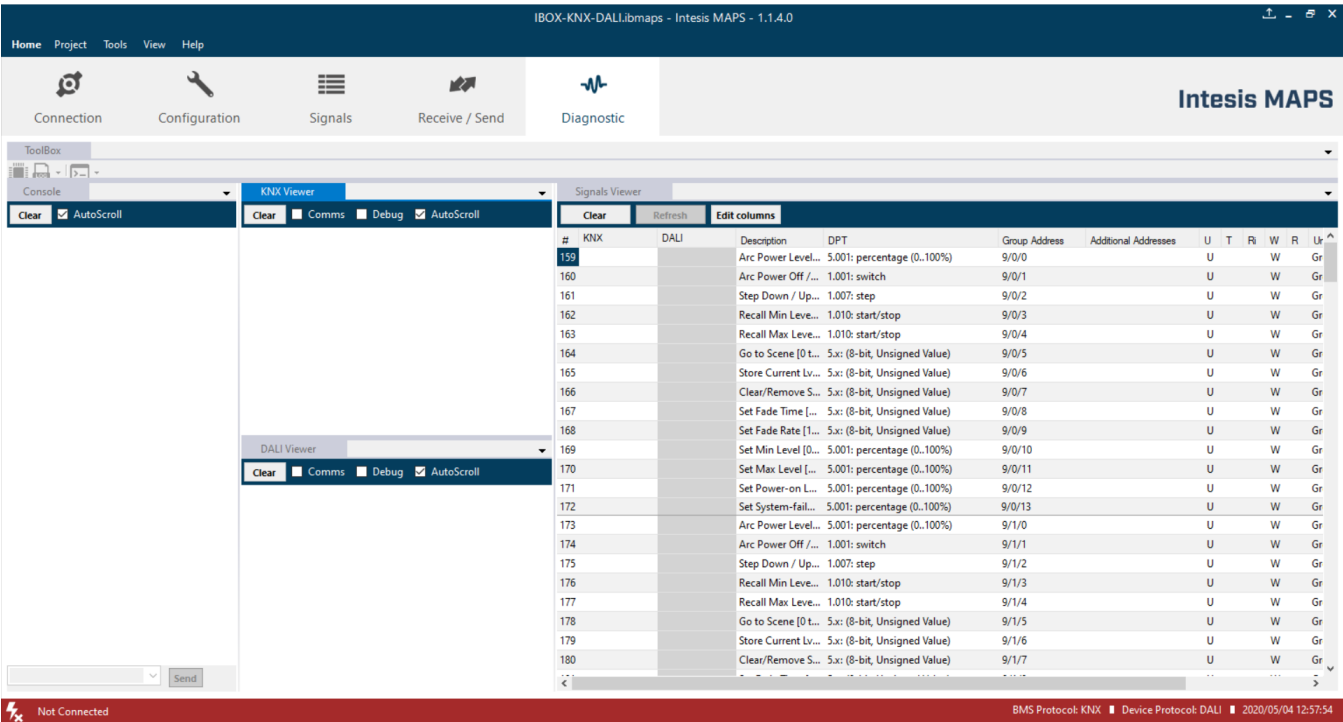 IBOX-KNX-DALI.ibmaps - Intesis MAPS - 1.1.4.0
Home Project Tools View Help
Connection Configuration Signals Receive / Send Diagnostic
Intesis MAPS
ToolBox
Console
Clear AutoScroll
Send
KNX Viewer
Clear Comms Debug AutoScroll
DALI Viewer
Clear Comms Debug AutoScroll
Signals Viewer
Clear Refresh Edit columns
# KNX DALI Description DPT Group Address Additional Addresses U T Ri W R Ur
159 Arc Power Level... 5.001: percentage (0..100%) 9/0/0 U W Gr
160 Arc Power Off /... 1.001: switch 9/0/1 U W Gr
161 Step Down / Up... 1.007: step 9/0/2 U W Gr
162 Recall Min Leve... 1.010: start/stop 9/0/3 U W Gr
163 Recall Max Leve... 1.010: start/stop 9/0/4 U W Gr
164 Go to Scene [0 t... 5.x: (8-bit, Unsigned Value) 9/0/5 U W Gr
165 Store Current Lv... 5.x: (8-bit, Unsigned Value) 9/0/6 U W Gr
166 Clear/Remove S... 5.x: (8-bit, Unsigned Value) 9/0/7 U W Gr
167 Set Fade Time [... 5.x: (8-bit, Unsigned Value) 9/0/8 U W Gr
168 Set Fade Rate [1... 5.x: (8-bit, Unsigned Value) 9/0/9 U W Gr
169 Set Min Level [0... 5.001: percentage (0..100%) 9/0/10 U W Gr
170 Set Max Level [... 5.001: percentage (0..100%) 9/0/11 U W Gr
171 Set Power-on L... 5.001: percentage (0..100%) 9/0/12 U W Gr
172 Set System-fail... 5.001: percentage (0..100%) 9/0/13 U W Gr
173 Arc Power Level... 5.001: percentage (0..100%) 9/1/0 U W Gr
174 Arc Power Off /... 1.001: switch 9/1/1 U W Gr
175 Step Down / Up... 1.007: step 9/1/2 U W Gr
176 Recall Min Leve... 1.010: start/stop 9/1/3 U W Gr
177 Recall Max Leve... 1.010: start/stop 9/1/4 U W Gr
178 Go to Scene [0 t... 5.x: (8-bit, Unsigned Value) 9/1/5 U W Gr
179 Store Current Lv... 5.x: (8-bit, Unsigned Value) 9/1/6 U W Gr
180 Clear/Remove S... 5.x: (8-bit, Unsigned Value) 9/1/7 U W Gr
Not Connected
BMS Protocol: KNX Device Protocol: DALI 2020/05/04 12:57:54